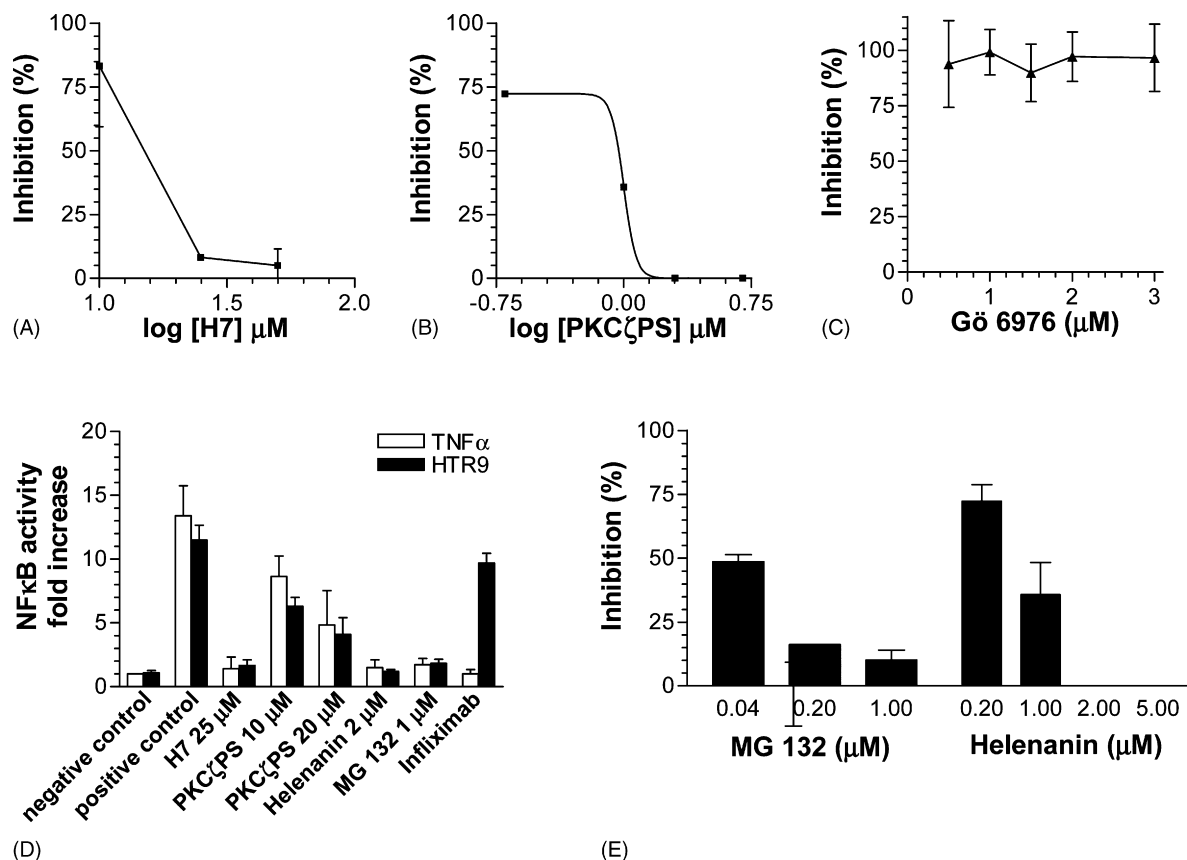 100
75
50
25
0
Inhibition (%)
1.0
1.5
2.0
log [H7] μM
(A)
100
75
50
25
0
Inhibition (%)
-0.75
0.00
0.75
log [PKCζPS] μM
(B)
100
75
50
25
0
Inhibition (%)
0
1
2
3
Gö 6976 (μM)
(C)
20
15
10
5
0
NFκB activity
fold increase
TNFα
HTR9
negative control
positive control
H7 25 μM
PKCζPS 10 μM
PKCζPS 20 μM
Helenanin 2 μM
MG 132 1 μM
Infliximab
(D)
100
75
50
25
0
Inhibition (%)
0.04
0.20
1.00
0.20
1.00
2.00
5.00
MG 132 (μM)
Helenanin (μM)
(E)